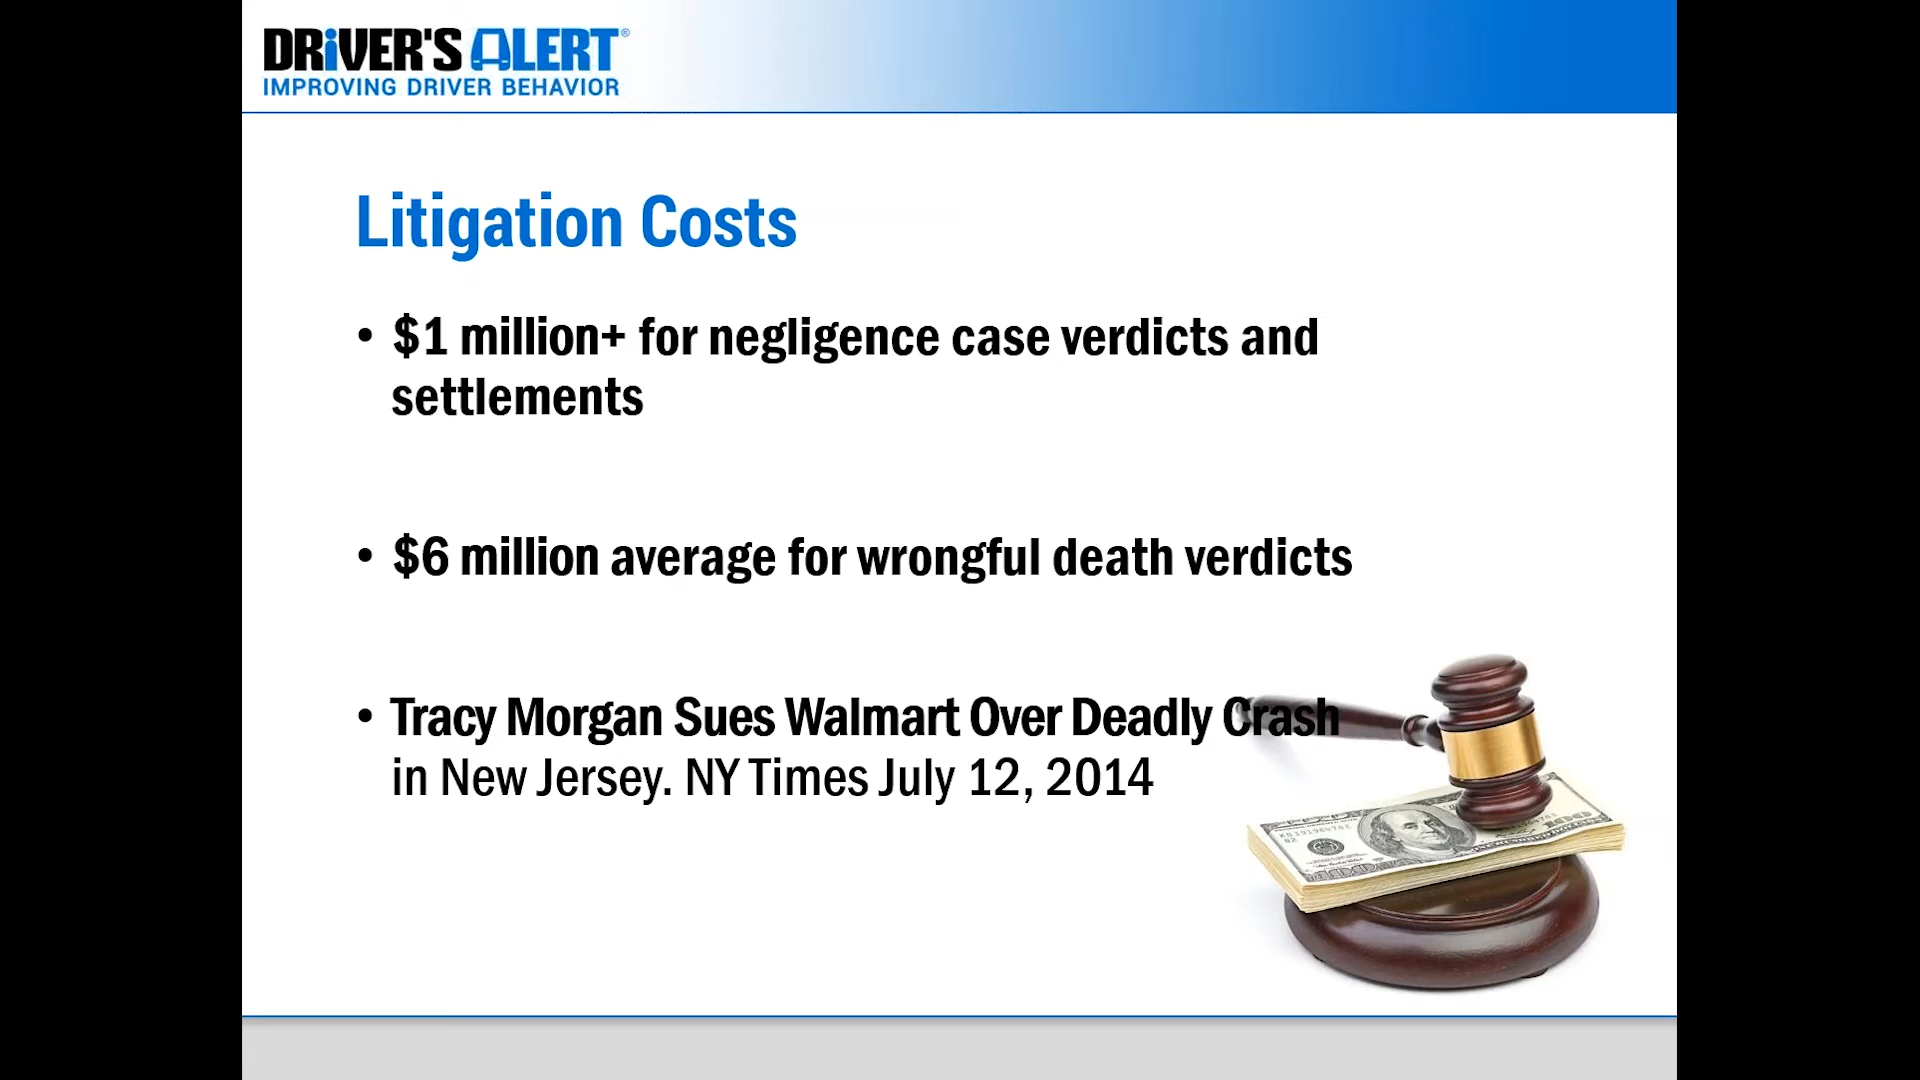 DRiVER'S ALERT®
IMPROVING DRIVER BEHAVIOR
Litigation Costs
• $1 million+ for negligence case verdicts and
settlements
• $6 million average for wrongful death verdicts
• Tracy Morgan Sues Walmart Over Deadly Crash
in New Jersey. NY Times July 12, 2014